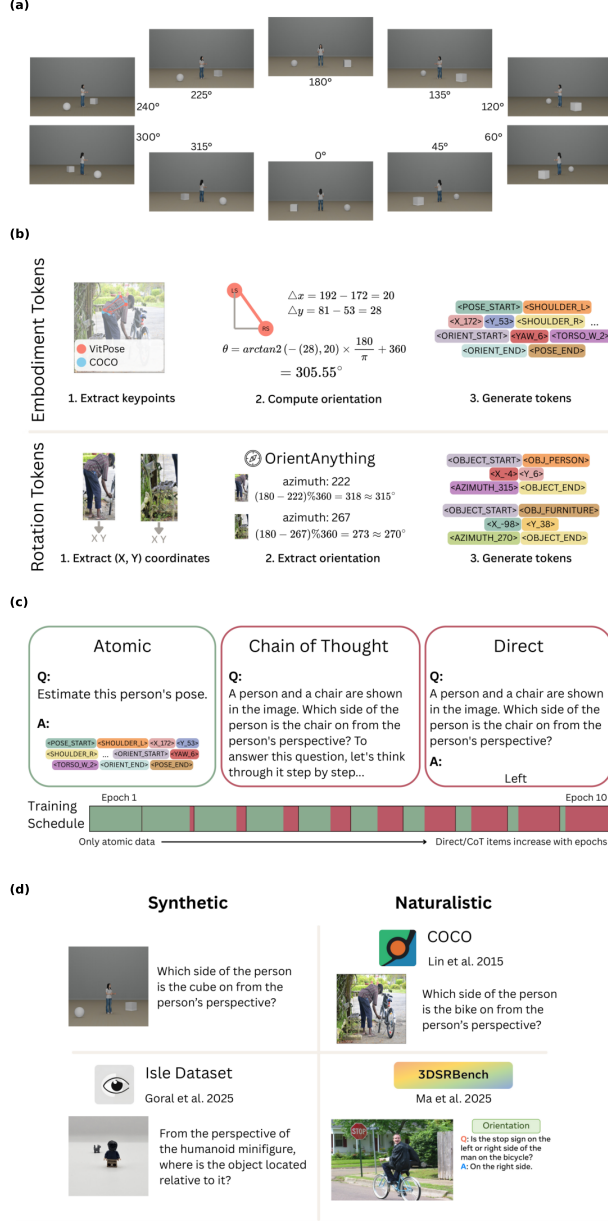 (a)
180°
225°
135°
240°
120°
300°
60°
315°
0°
45°
(b)
Embodiment Tokens
VitPose
COCO
1. Extract keypoints
LS
RS
△x = 192 − 172 = 20
△y = 81 − 53 = 28
θ = arctan2 (−(28), 20) × 180/π + 360
= 305.55°
2. Compute orientation
<POSE_START> <SHOULDER_L>
<X_172> <Y_53> <SHOULDER_R> ...
<ORIENT_START> <YAW_6> <TORSO_W_2>
<ORIENT_END> <POSE_END>
3. Generate tokens
Rotation Tokens
X Y
X Y
1. Extract (X, Y) coordinates
OrientAnything
azimuth: 222
(180 − 222)%360 = 318 ≈ 315°
azimuth: 267
(180 − 267)%360 = 273 ≈ 270°
2. Extract orientation
<OBJECT_START> <OBJ_PERSON>
<X_-4> <Y_6>
<AZIMUTH_315> <OBJECT_END>
<OBJECT_START> <OBJ_FURNITURE>
<X_-98> <Y_38>
<AZIMUTH_270> <OBJECT_END>
3. Generate tokens
(c)
Atomic
Q:
Estimate this person's pose.
A:
<POSE_START> <SHOULDER_L> <X_172> <Y_53>
<SHOULDER_R> ... <ORIENT_START> <YAW_6>
<TORSO_W_2> <ORIENT_END> <POSE_END>
Chain of Thought
Q:
A person and a chair are shown
in the image. Which side of the
person is the chair on from the
person's perspective? To
answer this question, let's think
through it step by step...
Direct
Q:
A person and a chair are shown
in the image. Which side of the
person is the chair on from the
person's perspective?
A:
Left
Epoch 1
Epoch 10
Training
Schedule
Only atomic data
Direct/CoT items increase with epochs
(d)
Synthetic
Naturalistic
Which side of the person
is the cube on from the
person's perspective?
COCO
Lin et al. 2015
Which side of the person
is the bike on from the
person's perspective?
Isle Dataset
Goral et al. 2025
From the perspective of
the humanoid minifigure,
where is the object located
relative to it?
3DSRBench
Ma et al. 2025
STOP
Orientation
Q: Is the stop sign on the
left or right side of the
man on the bicycle?
A: On the right side.